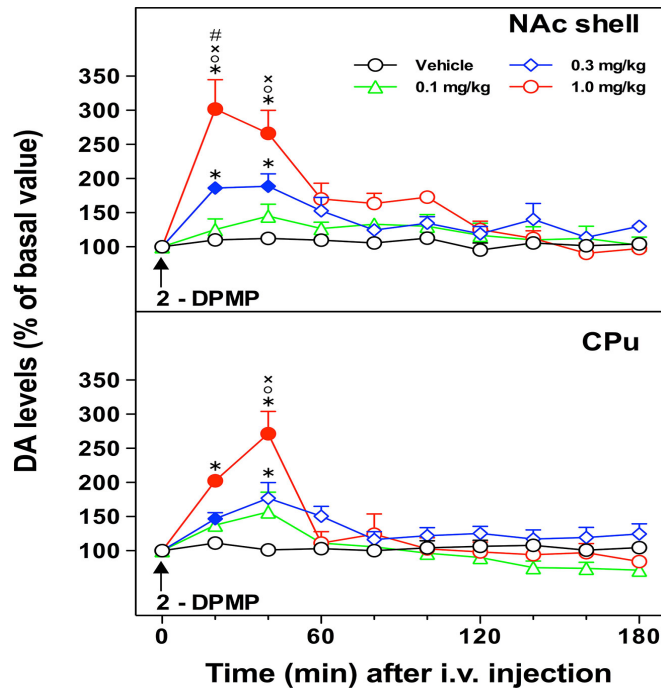 NAc shell
Vehicle
0.3 mg/kg
0.1 mg/kg
1.0 mg/kg
#
×
o
*
×
o
*
*
*
350
300
250
200
150
100
2 - DPMP
DA levels (% of basal value)
CPu
×
o
*
*
*
350
300
250
200
150
100
2 - DPMP
0
60
120
180
Time (min) after i.v. injection